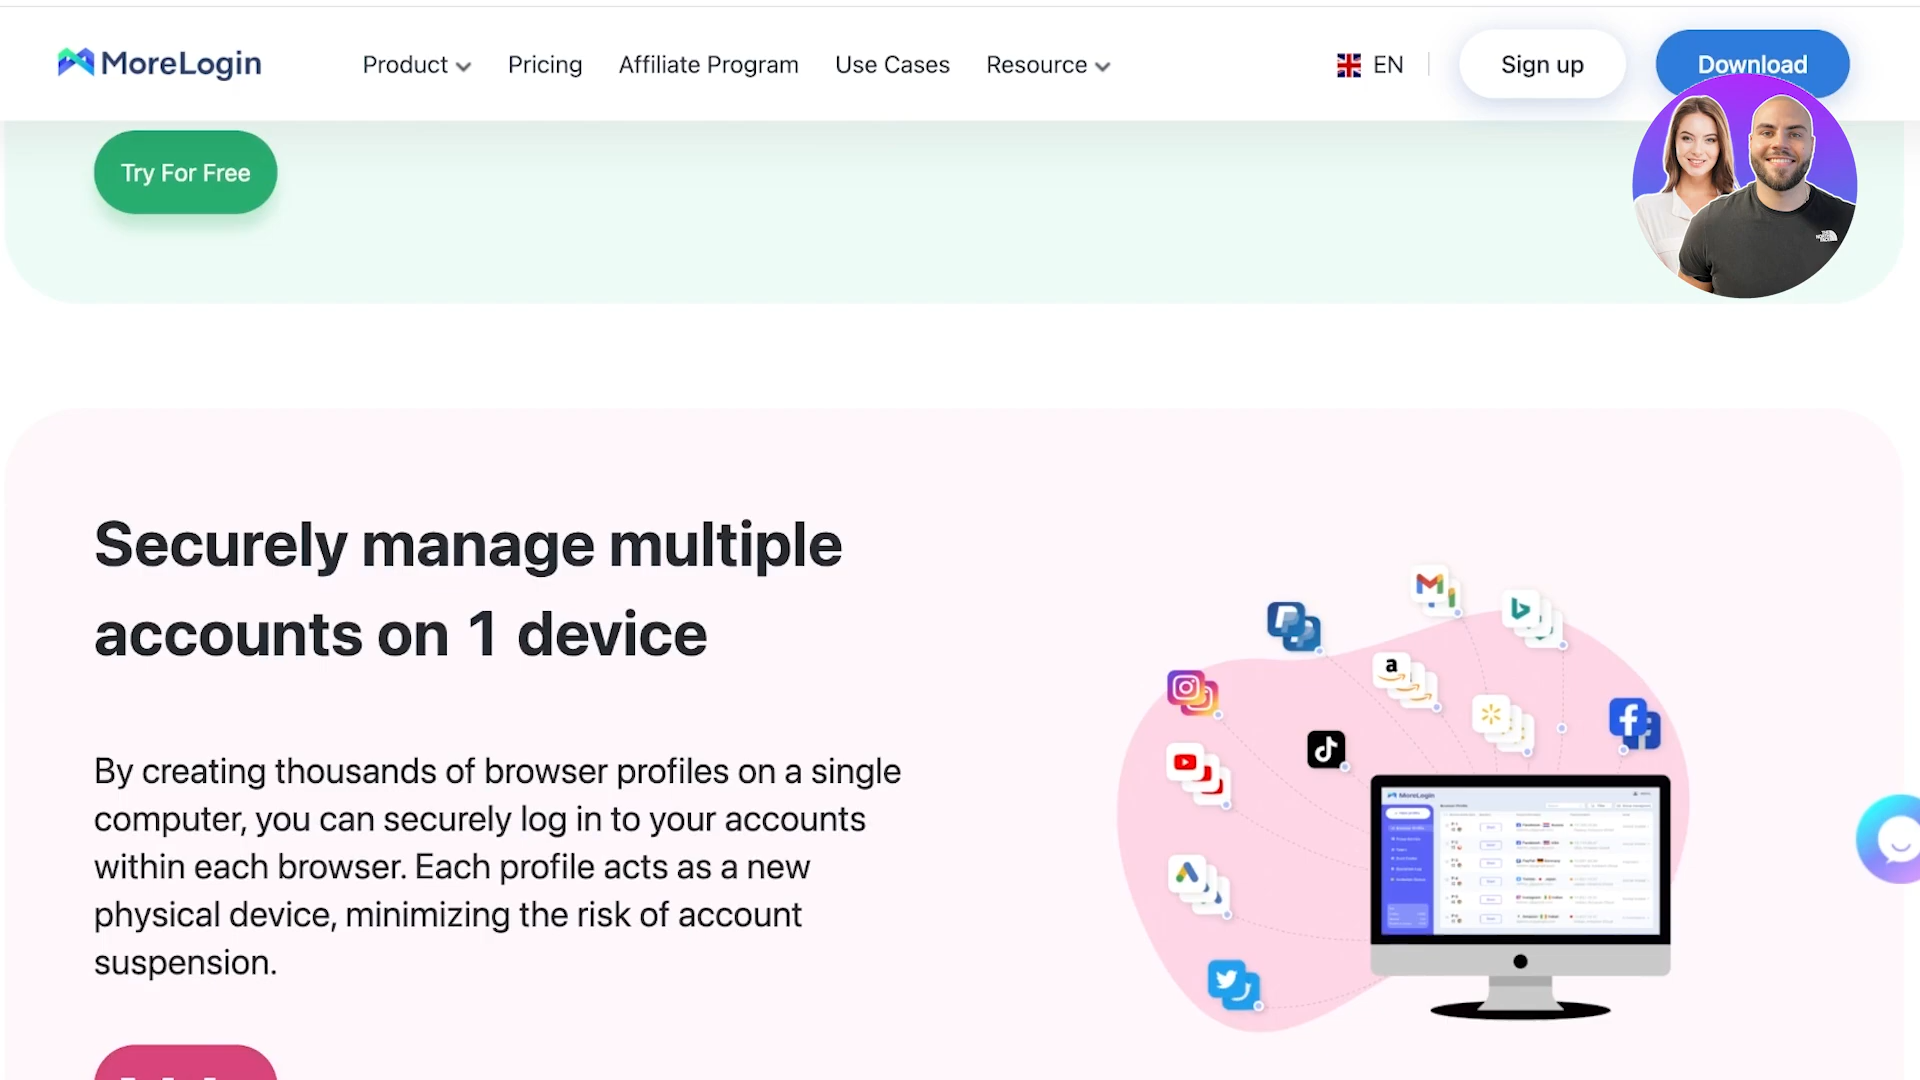 MoreLogin
Product
Pricing
Affiliate Program
Use Cases
Resource
EN
Sign up
Download
Try For Free
Securely manage multiple
accounts on 1 device
By creating thousands of browser profiles on a single
computer, you can securely log in to your accounts
within each browser. Each profile acts as a new
physical device, minimizing the risk of account
suspension.
a
MoreLogin